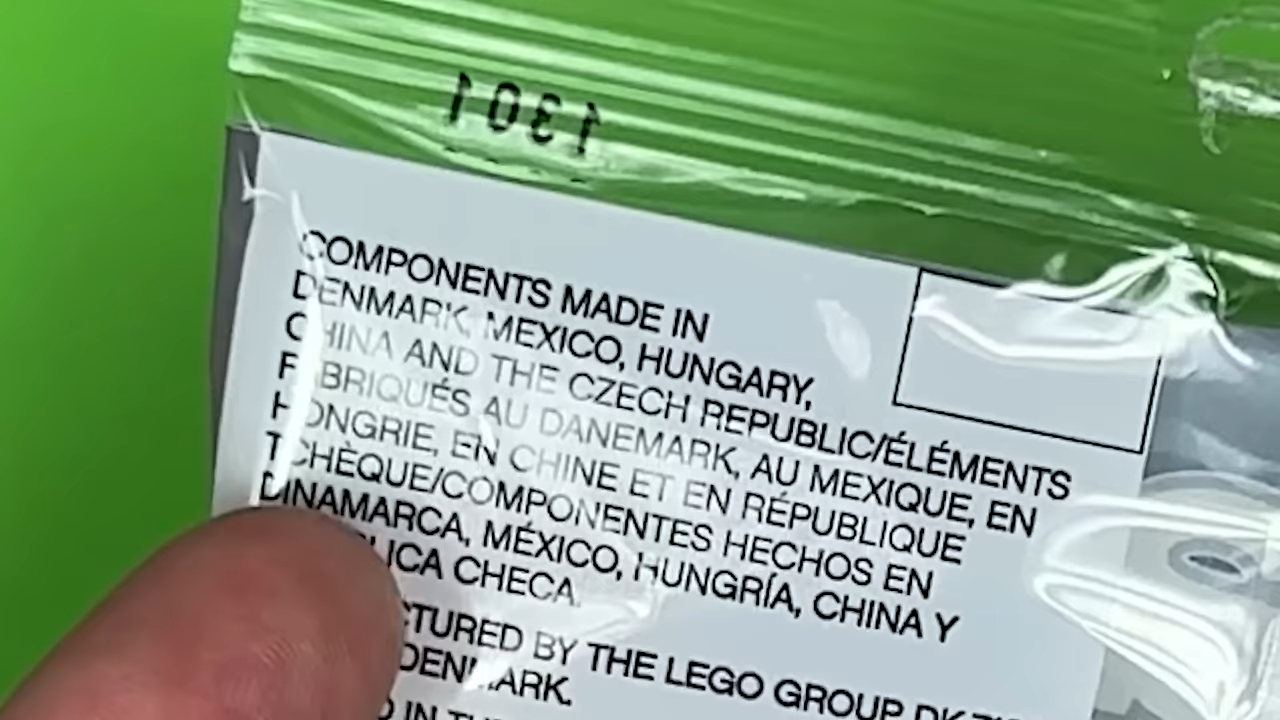 1301
COMPONENTS MADE IN
DENMARK, MEXICO, HUNGARY,
CHINA AND THE CZECH REPUBLIC/ÉLÉMENTS
FABRIQUÉS AU DANEMARK, AU MEXIQUE, EN
HONGRIE, EN CHINE ET EN RÉPUBLIQUE
TCHÈQUE/COMPONENTES HECHOS EN
DINAMARCA, MÉXICO, HUNGRÍA, CHINA Y
LICA CHECA.
CTURED BY THE LEGO GROUP
DENMARK.
IN